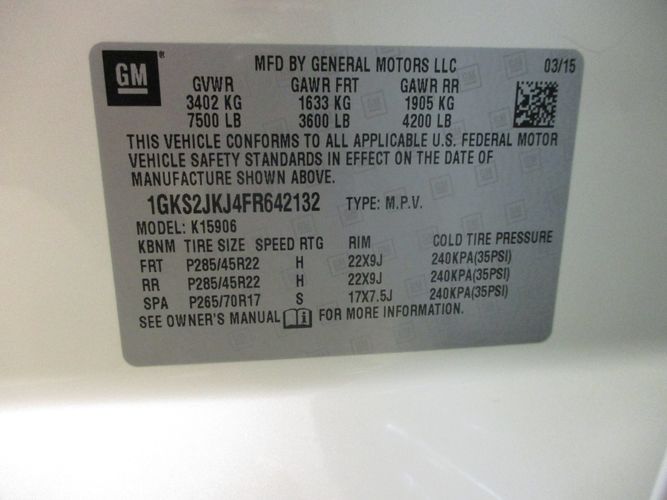 GM®
MFD BY GENERAL MOTORS LLC 03/15
GVWR GAWR FRT GAWR RR
3402 KG 1633 KG 1905 KG
7500 LB 3600 LB 4200 LB
THIS VEHICLE CONFORMS TO ALL APPLICABLE U.S. FEDERAL MOTOR
VEHICLE SAFETY STANDARDS IN EFFECT ON THE DATE OF
MANUFACTURE SHOWN ABOVE.
1GKS2JKJ4FR642132 TYPE: M.P.V.
MODEL: K15906
KBNM TIRE SIZE SPEED RTG RIM COLD TIRE PRESSURE
FRT P285/45R22 H 22X9J 240KPA(35PSI)
RR P285/45R22 H 22X9J 240KPA(35PSI)
SPA P265/70R17 S 17X7.5J 240KPA(35PSI)
SEE OWNER'S MANUAL FOR MORE INFORMATION.